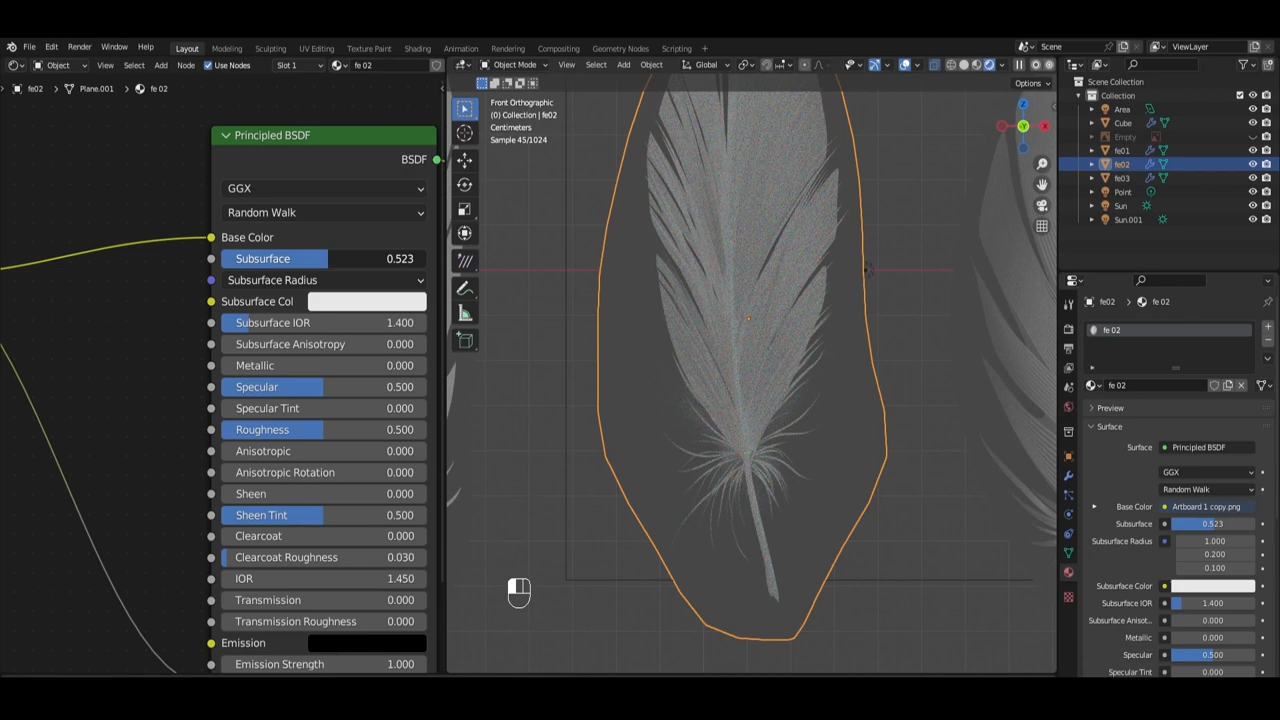 File Edit Render Window Help Layout Modeling Sculpting UV Editing Texture Paint Shading Animation Rendering Compositing Geometry Nodes Scripting + Scene ViewLayer
Object View Select Add Node Use Nodes Slot 1 fe 02 Object Mode View Select Add Object Global
Options
fe02 Plane.001 fe 02
Front Orthographic
(0) Collection | fe02
Centimeters
Sample 45/1024
Principled BSDF
BSDF
GGX
Random Walk
Base Color
Subsurface 0.523
Subsurface Radius
Subsurface Col
Subsurface IOR 1.400
Subsurface Anisotropy 0.000
Metallic 0.000
Specular 0.500
Specular Tint 0.000
Roughness 0.500
Anisotropic 0.000
Anisotropic Rotation 0.000
Sheen 0.000
Sheen Tint 0.500
Clearcoat 0.000
Clearcoat Roughness 0.030
IOR 1.450
Transmission 0.000
Transmission Roughness 0.000
Emission
Emission Strength 1.000
Z
Y
X
Scene Collection
Collection
Area
Cube
Empty
fe01
fe02
fe03
Point
Sun
Sun.001
fe02 fe 02
fe 02
fe 02
Preview
Surface
Surface Principled BSDF
GGX
Random Walk
Base Color Artboard 1 copy.png
Subsurface 0.523
Subsurface Radius 1.000
0.200
0.100
Subsurface Color
Subsurface IOR 1.400
Subsurface Anisot... 0.000
Metallic 0.000
Specular 0.500
Specular Tint 0.000